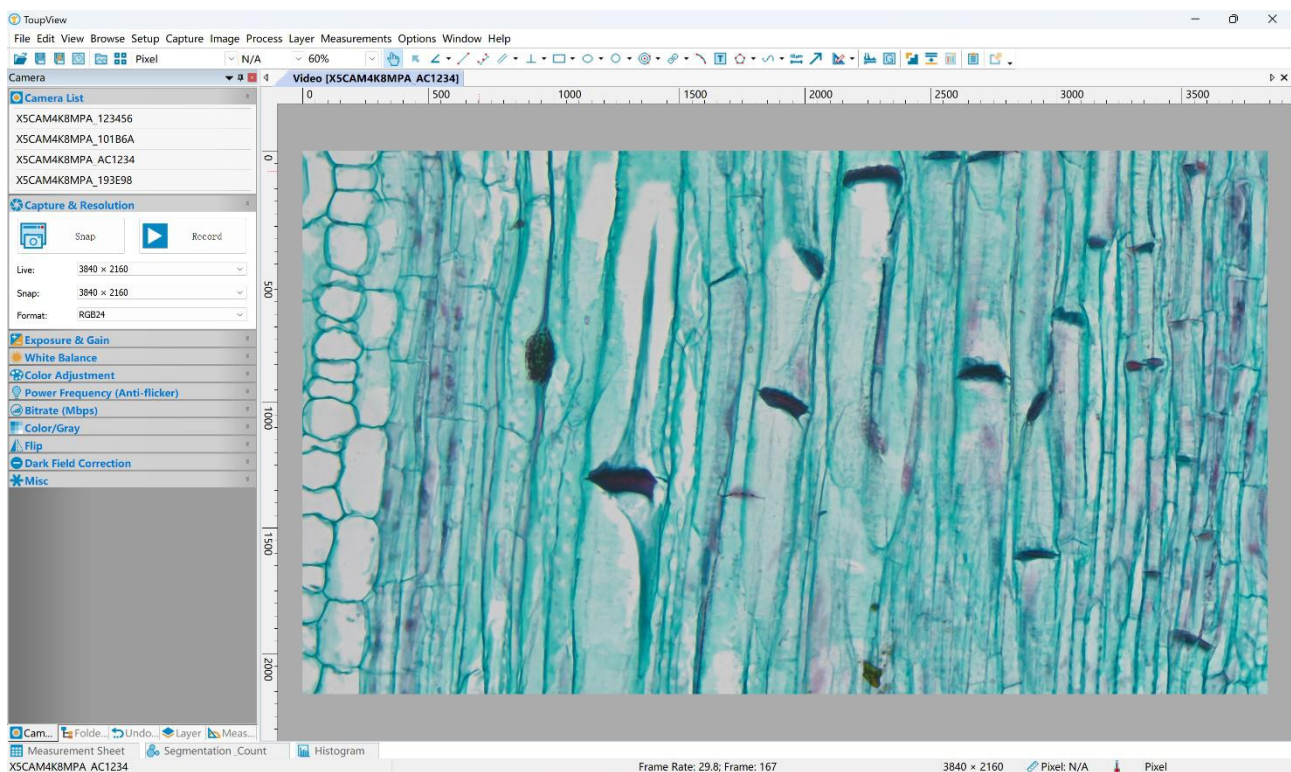 ToupView
File Edit View Browse Setup Capture Image Process Layer Measurements Options Window Help
Pixel N/A 60%
Camera
Video [X5CAM4K8MPA_AC1234]
Camera List
0 500 1000 1500 2000 2500 3000 3500
X5CAM4K8MPA_123456
X5CAM4K8MPA_101B6A
X5CAM4K8MPA_AC1234
X5CAM4K8MPA_193E98
Capture & Resolution
Snap Record
Live: 3840 × 2160
Snap: 3840 × 2160
Format: RGB24
Exposure & Gain
White Balance
Color Adjustment
Power Frequency (Anti-flicker)
Bitrate (Mbps)
Color/Gray
Flip
Dark Field Correction
Misc
0
500
1000
1500
2000
Cam... Folde... Undo... Layer Meas...
Measurement Sheet Segmentation_Count Histogram
X5CAM4K8MPA_AC1234 Frame Rate: 29.8; Frame: 167 3840 × 2160 Pixel: N/A Pixel